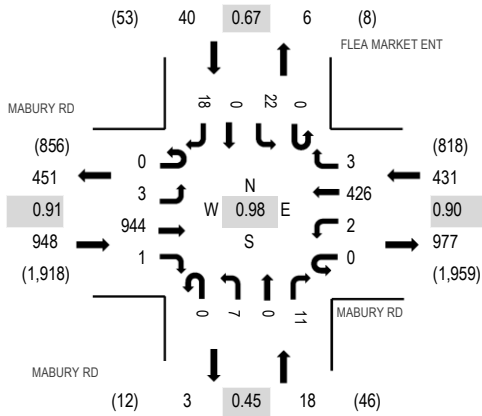 (53) 40 0.67 6 (8)
FLEA MARKET ENT
MABURY RD
18 0 22 0
(856)
451
0.91
948
(1,918)
0
3
944
1
N
W 0.98 E
S
3
426
2
0
(818)
431
0.90
977
(1,959)
0 7 0 11
MABURY RD
MABURY RD
(12) 3 0.45 18 (46)